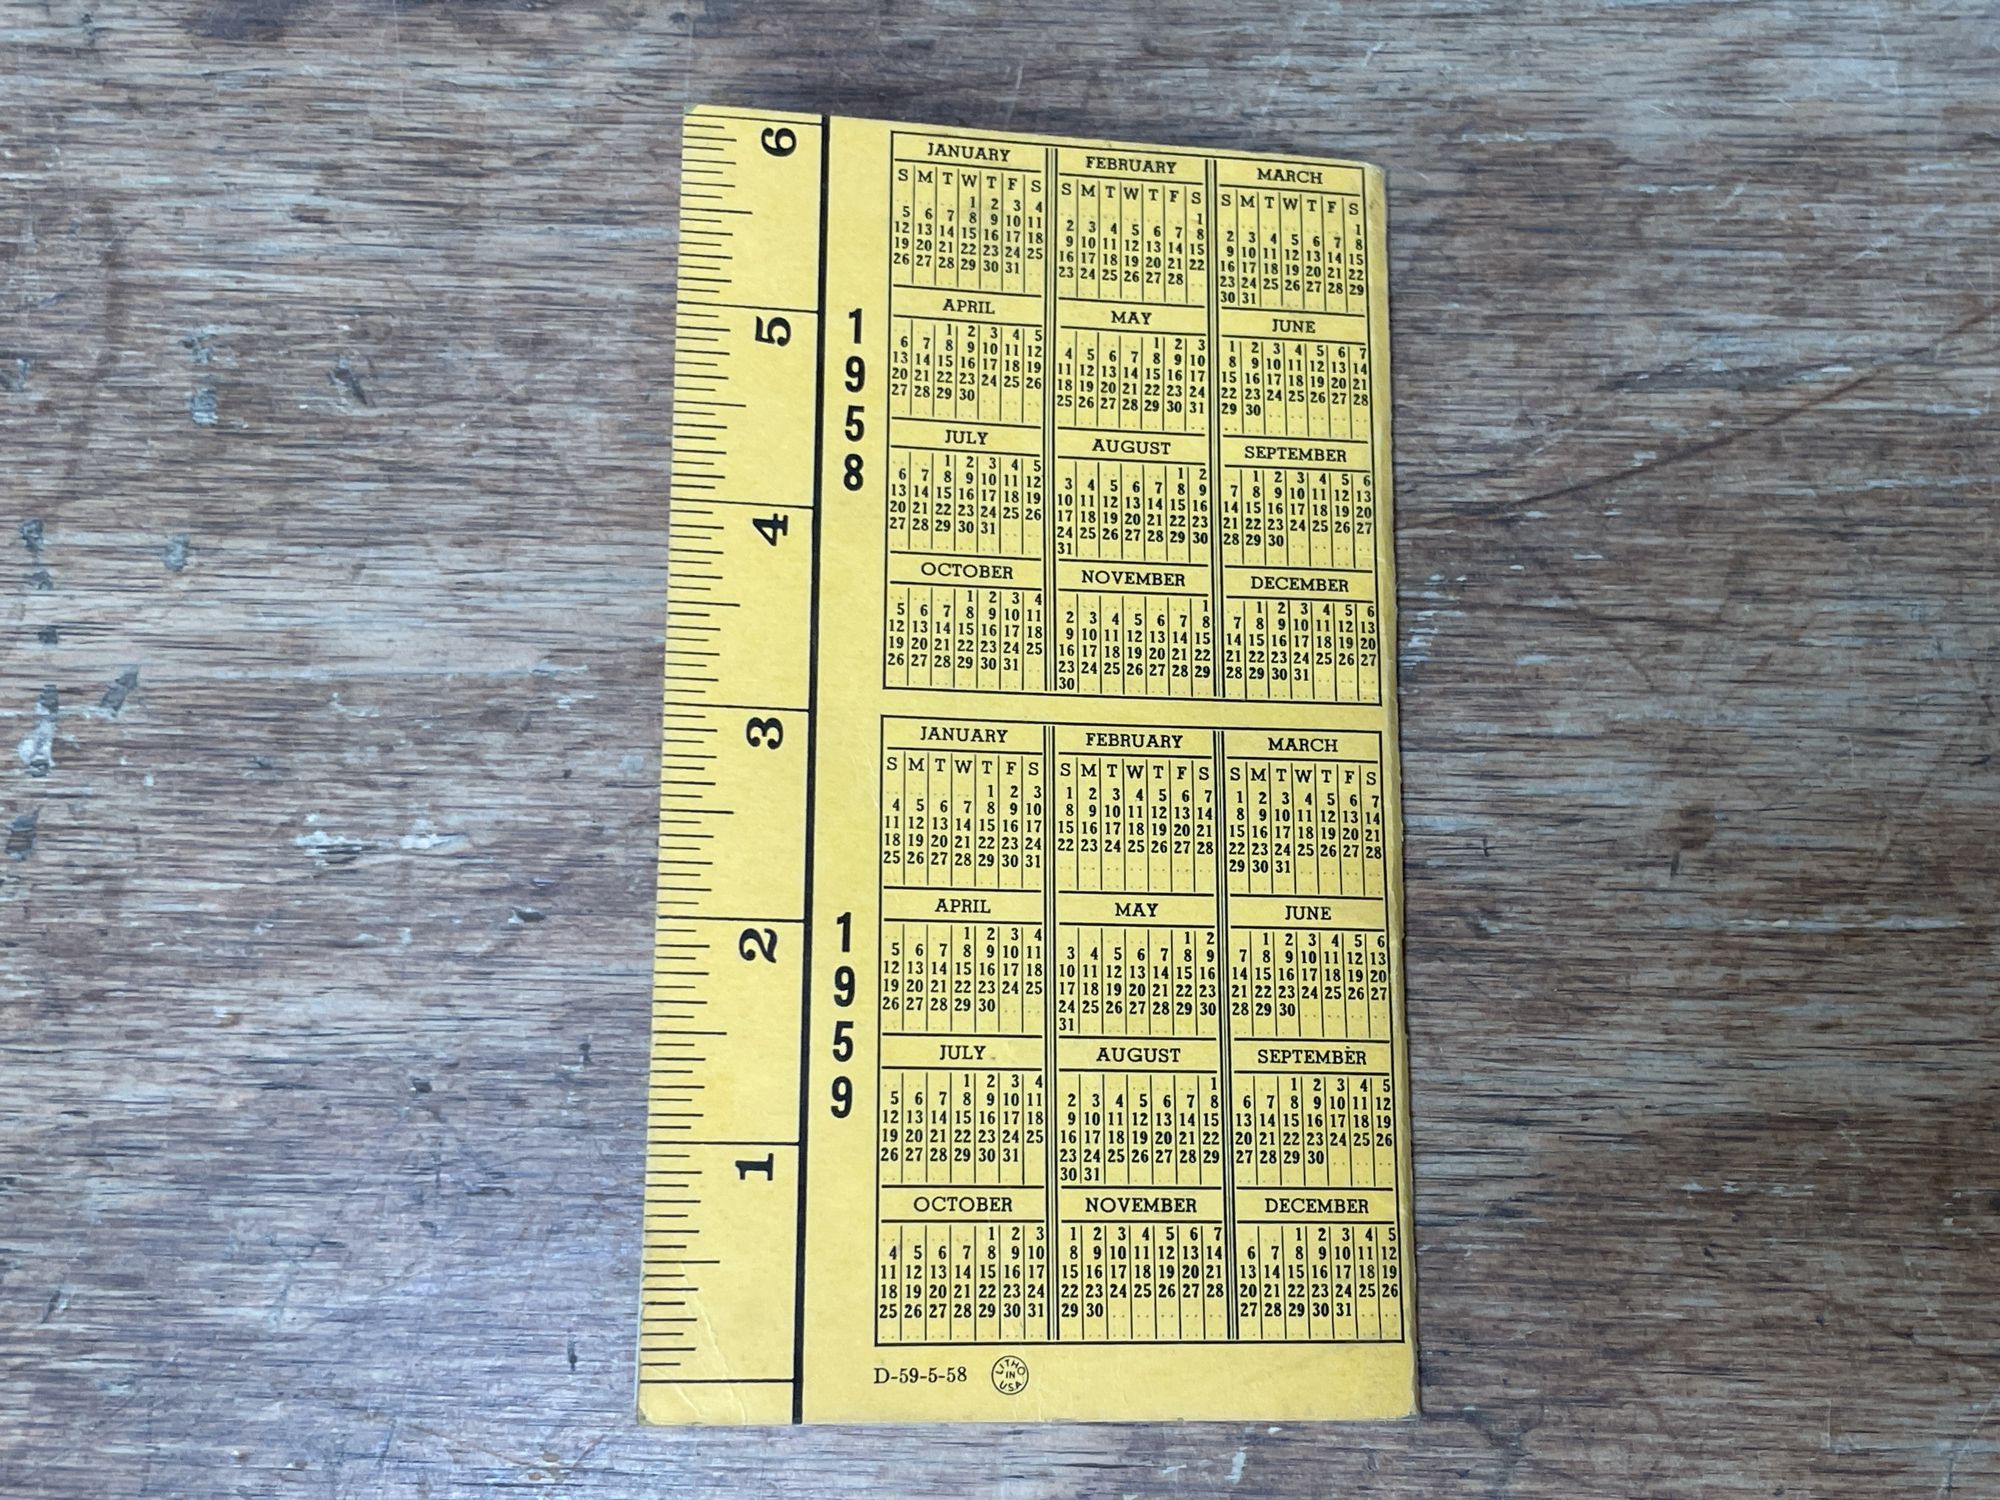 6
5
4
3
2
1
1
9
5
8
JANUARY
S M T W T F S
1 2 3 4
5 6 7 8 9 10 11
12 13 14 15 16 17 18
19 20 21 22 23 24 25
26 27 28 29 30 31
FEBRUARY
S M T W T F S
1
2 3 4 5 6 7 8
9 10 11 12 13 14 15
16 17 18 19 20 21 22
23 24 25 26 27 28
MARCH
S M T W T F S
1
2 3 4 5 6 7 8
9 10 11 12 13 14 15
16 17 18 19 20 21 22
23 24 25 26 27 28 29
30 31
APRIL
1 2 3 4 5
6 7 8 9 10 11 12
13 14 15 16 17 18 19
20 21 22 23 24 25 26
27 28 29 30
MAY
1 2 3
4 5 6 7 8 9 10
11 12 13 14 15 16 17
18 19 20 21 22 23 24
25 26 27 28 29 30 31
JUNE
1 2 3 4 5 6 7
8 9 10 11 12 13 14
15 16 17 18 19 20 21
22 23 24 25 26 27 28
29 30
JULY
1 2 3 4 5
6 7 8 9 10 11 12
13 14 15 16 17 18 19
20 21 22 23 24 25 26
27 28 29 30 31
AUGUST
1 2
3 4 5 6 7 8 9
10 11 12 13 14 15 16
17 18 19 20 21 22 23
24 25 26 27 28 29 30
31
SEPTEMBER
1 2 3 4 5 6
7 8 9 10 11 12 13
14 15 16 17 18 19 20
21 22 23 24 25 26 27
28 29 30
OCTOBER
1 2 3 4
5 6 7 8 9 10 11
12 13 14 15 16 17 18
19 20 21 22 23 24 25
26 27 28 29 30 31
NOVEMBER
1
2 3 4 5 6 7 8
9 10 11 12 13 14 15
16 17 18 19 20 21 22
23 24 25 26 27 28 29
30
DECEMBER
1 2 3 4 5 6
7 8 9 10 11 12 13
14 15 16 17 18 19 20
21 22 23 24 25 26 27
28 29 30 31
1
9
5
9
JANUARY
S M T W T F S
1 2 3
4 5 6 7 8 9 10
11 12 13 14 15 16 17
18 19 20 21 22 23 24
25 26 27 28 29 30 31
FEBRUARY
S M T W T F S
1 2 3 4 5 6 7
8 9 10 11 12 13 14
15 16 17 18 19 20 21
22 23 24 25 26 27 28
MARCH
S M T W T F S
1 2 3 4 5 6 7
8 9 10 11 12 13 14
15 16 17 18 19 20 21
22 23 24 25 26 27 28
29 30 31
APRIL
1 2 3 4
5 6 7 8 9 10 11
12 13 14 15 16 17 18
19 20 21 22 23 24 25
26 27 28 29 30
MAY
1 2
3 4 5 6 7 8 9
10 11 12 13 14 15 16
17 18 19 20 21 22 23
24 25 26 27 28 29 30
31
JUNE
1 2 3 4 5 6
7 8 9 10 11 12 13
14 15 16 17 18 19 20
21 22 23 24 25 26 27
28 29 30
JULY
1 2 3 4
5 6 7 8 9 10 11
12 13 14 15 16 17 18
19 20 21 22 23 24 25
26 27 28 29 30 31
AUGUST
1
2 3 4 5 6 7 8
9 10 11 12 13 14 15
16 17 18 19 20 21 22
23 24 25 26 27 28 29
30 31
SEPTEMBER
1 2 3 4 5
6 7 8 9 10 11 12
13 14 15 16 17 18 19
20 21 22 23 24 25 26
27 28 29 30
OCTOBER
1 2 3
4 5 6 7 8 9 10
11 12 13 14 15 16 17
18 19 20 21 22 23 24
25 26 27 28 29 30 31
NOVEMBER
1 2 3 4 5 6 7
8 9 10 11 12 13 14
15 16 17 18 19 20 21
22 23 24 25 26 27 28
29 30
DECEMBER
1 2 3 4 5
6 7 8 9 10 11 12
13 14 15 16 17 18 19
20 21 22 23 24 25 26
27 28 29 30 31
D-59-5-58
LITHO
IN
USA